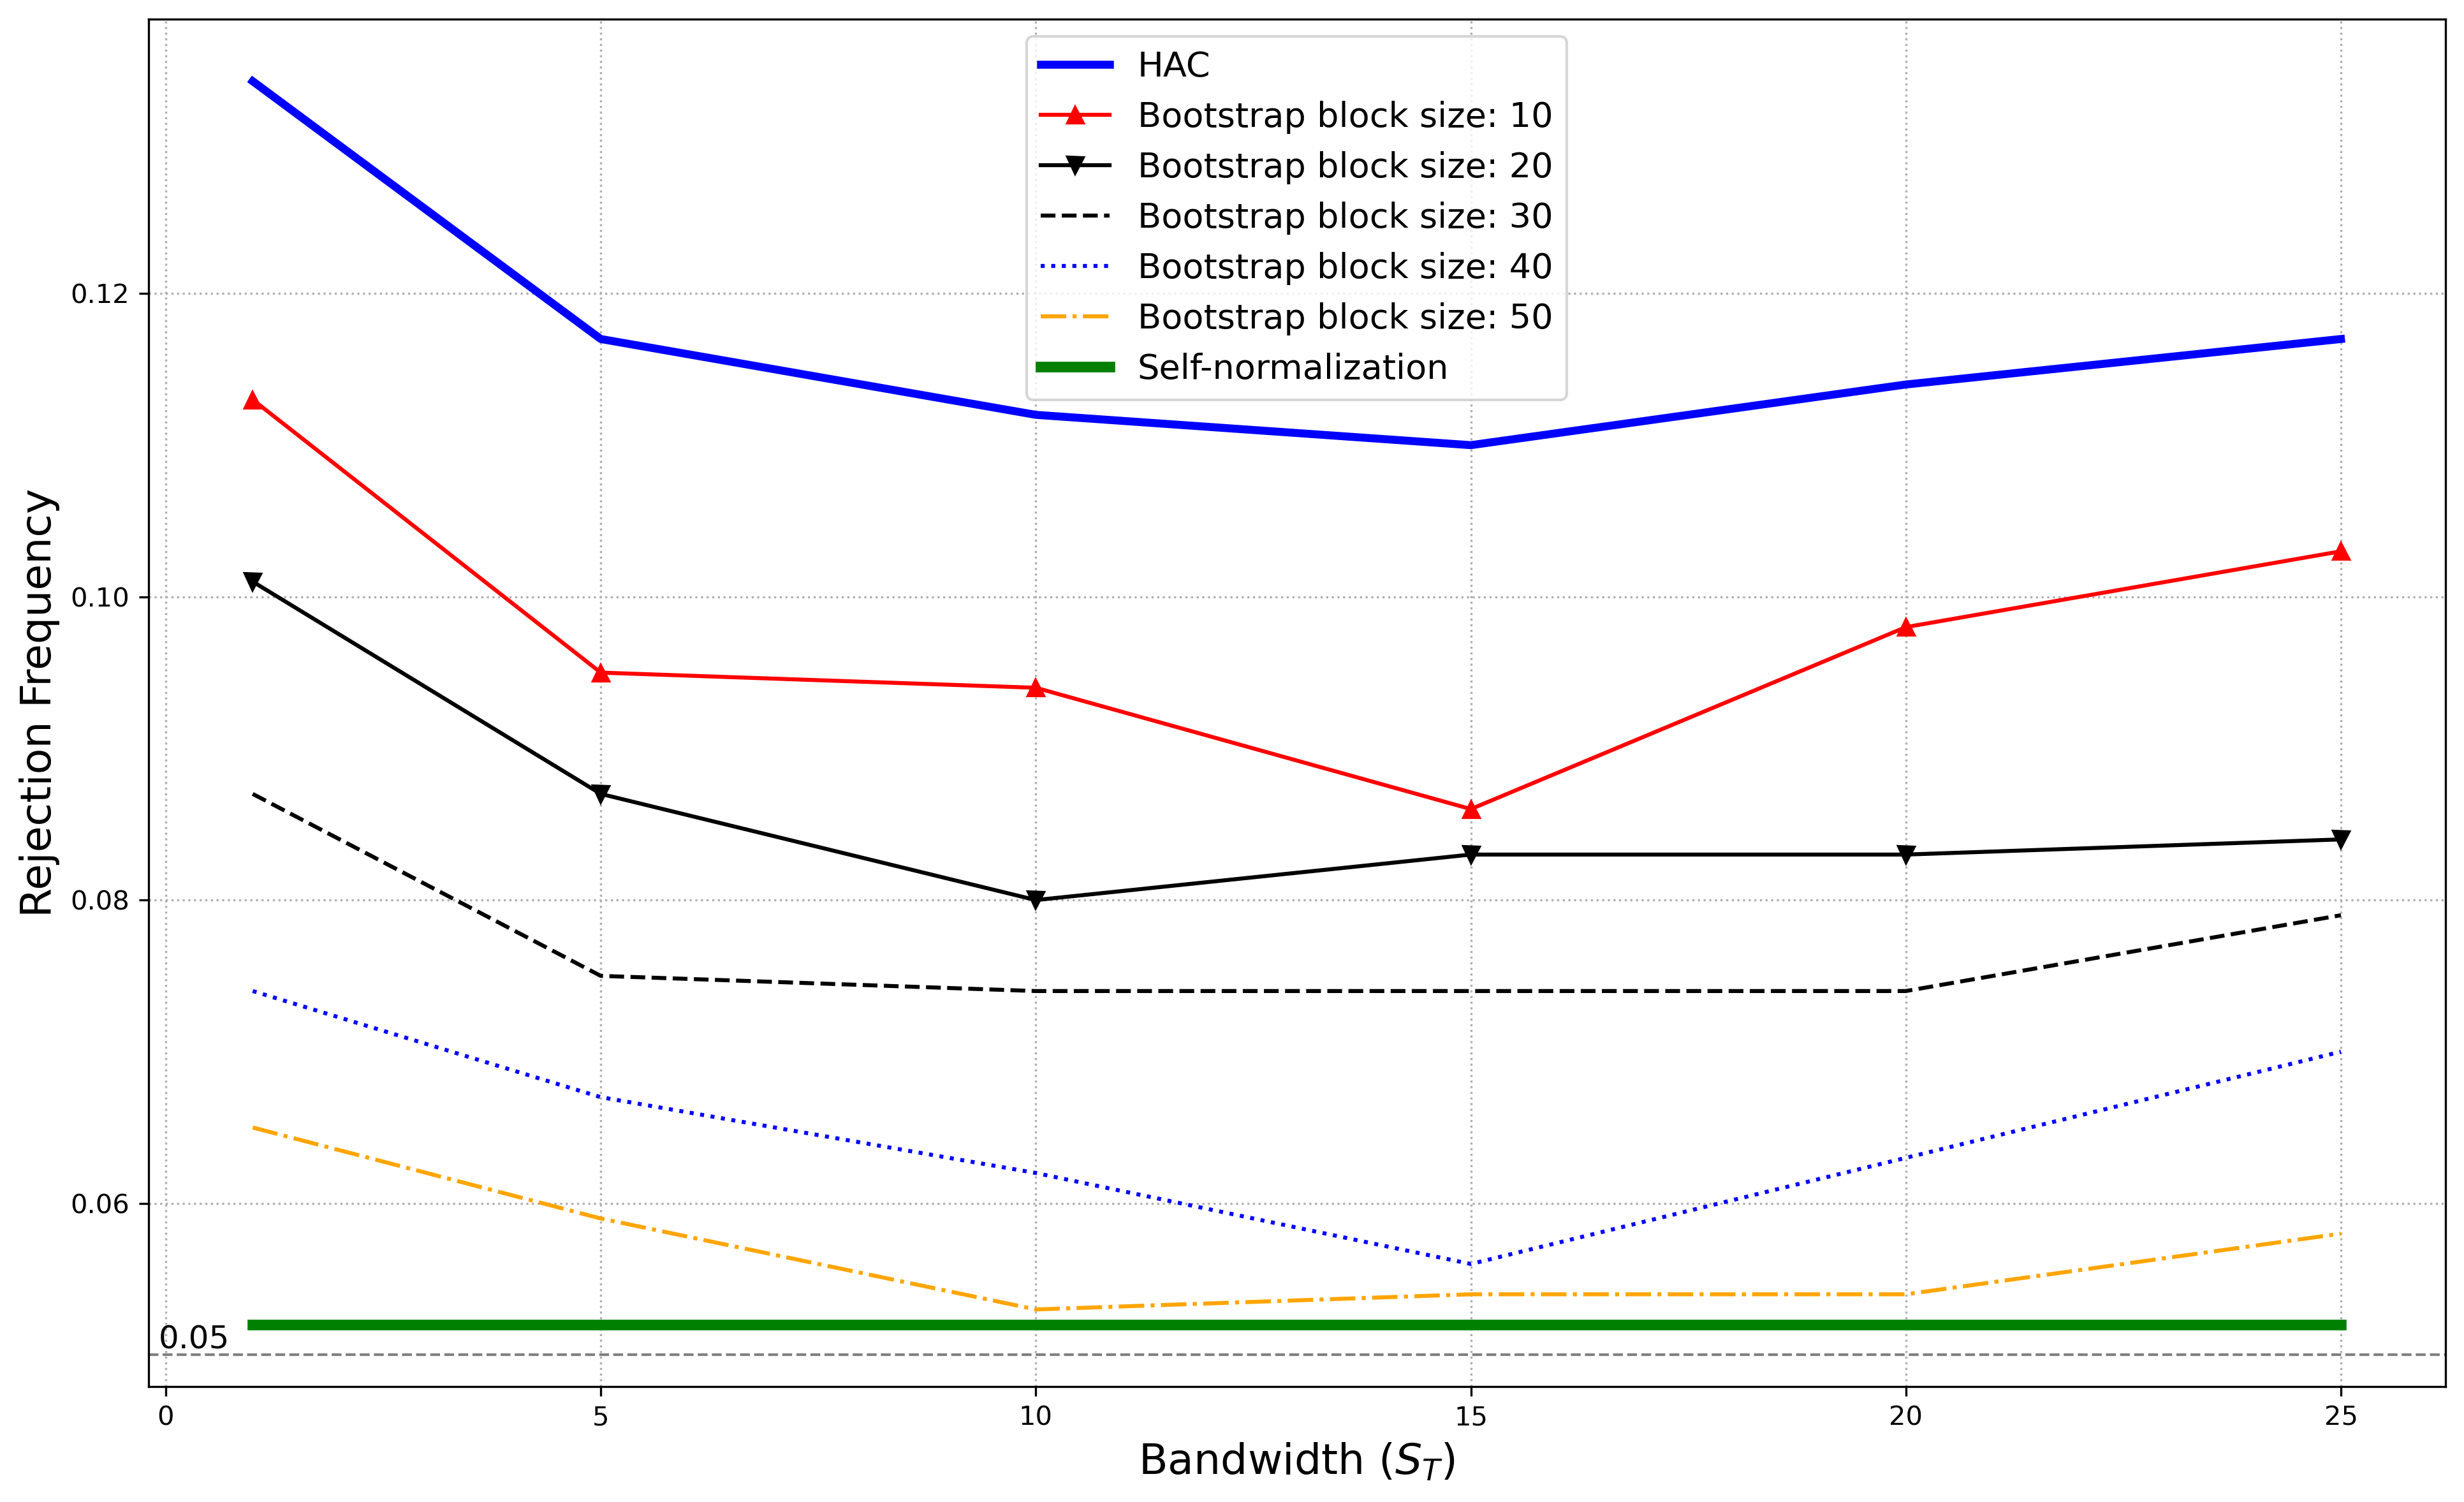 HAC
Bootstrap block size: 10
Bootstrap block size: 20
Bootstrap block size: 30
Bootstrap block size: 40
Bootstrap block size: 50
Self-normalization
Rejection Frequency
0.12
0.10
0.08
0.06
0.05
0 5 10 15 20 25
Bandwidth (S_T)